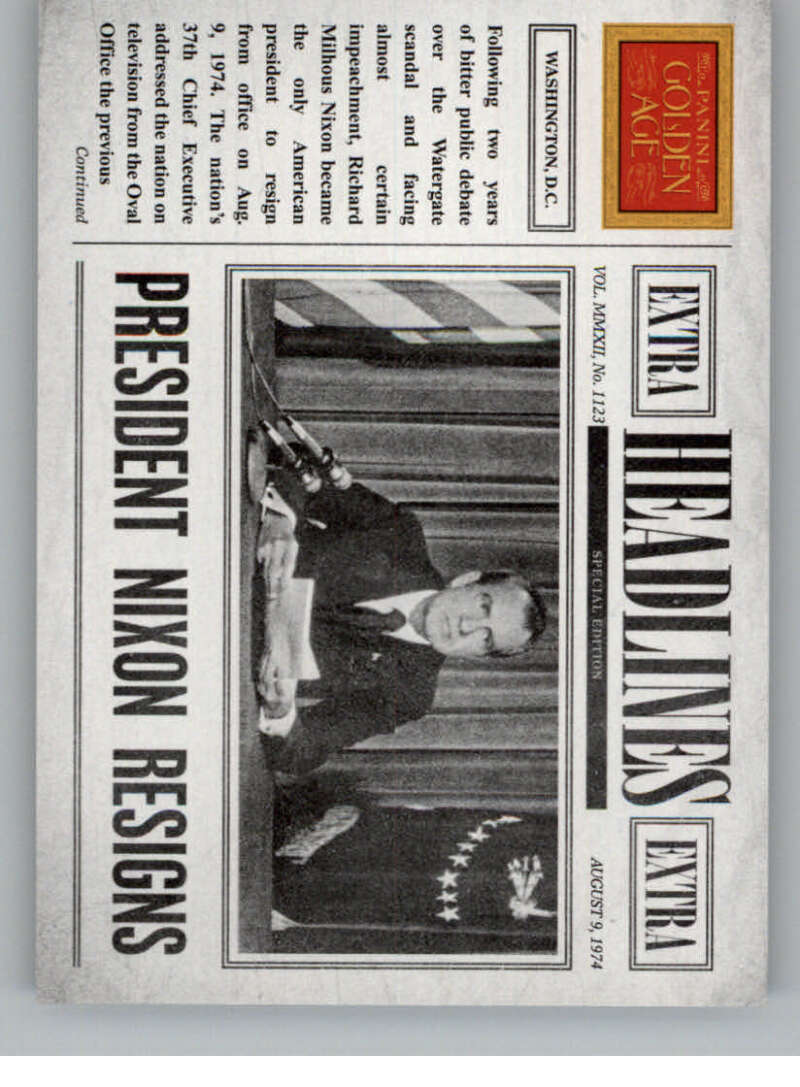 PANINI
GOLDEN
AGE
EXTRA
HEADLINES
EXTRA
VOL. MMXII, No. 1123
SPECIAL EDITION
AUGUST 9, 1974
WASHINGTON, D.C.
Following two years
of bitter public debate
over the Watergate
scandal and facing
almost certain
impeachment, Richard
Milhous Nixon became
the only American
president to resign
from office on Aug.
9, 1974. The nation's
37th Chief Executive
addressed the nation on
television from the Oval
Office the previous
Continued
PRESIDENT NIXON RESIGNS